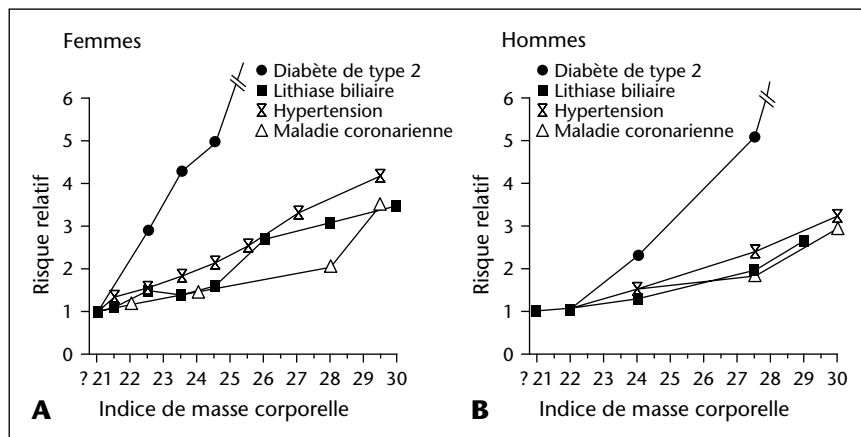 Femmes
Diabète de type 2
Lithiase biliaire
Hypertension
Maladie coronarienne
6
5
4
3
2
1
0
Risque relatif
? 21 22 23 24 25 26 27 28 29 30
A Indice de masse corporelle
Hommes
Diabète de type 2
Lithiase biliaire
Hypertension
Maladie coronarienne
6
5
4
3
2
1
0
Risque relatif
? 21 22 23 24 25 26 27 28 29 30
B Indice de masse corporelle